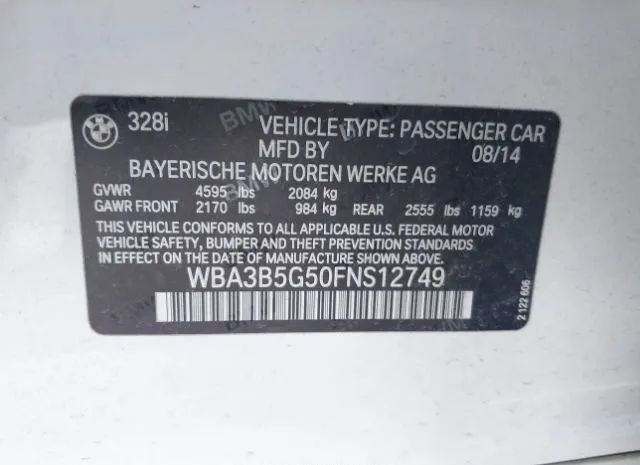 BMW 328i VEHICLE TYPE: PASSENGER CAR
MFD BY 08/14
BAYERISCHE MOTOREN WERKE AG
GVWR 4595 lbs 2084 kg
GAWR FRONT 2170 lbs 984 kg REAR 2555 lbs 1159 kg
THIS VEHICLE CONFORMS TO ALL APPLICABLE U.S. FEDERAL MOTOR
VEHICLE SAFETY, BUMPER AND THEFT PREVENTION STANDARDS
IN EFFECT ON THE DATE OF MANUFACTURE SHOWN ABOVE.
WBA3B5G50FNS12749
2 122 606